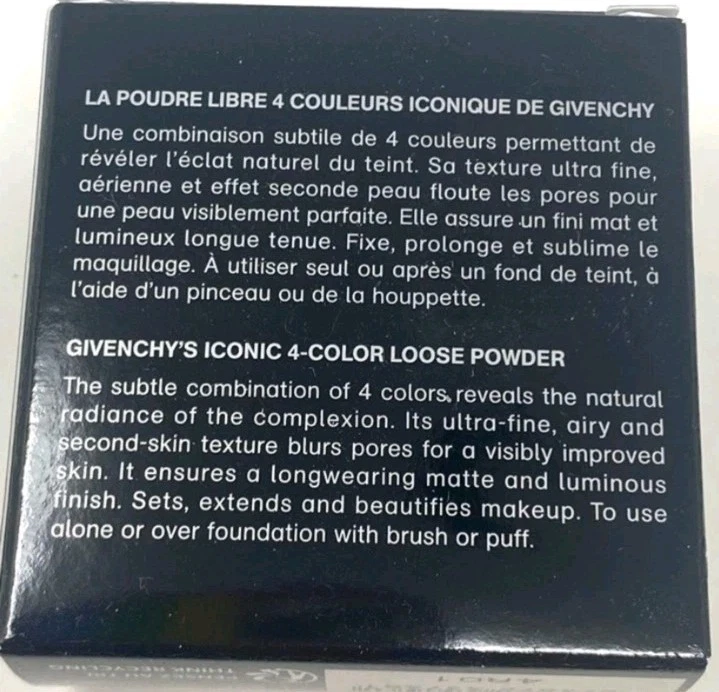 LA POUDRE LIBRE 4 COULEURS ICONIQUE DE GIVENCHY
Une combinaison subtile de 4 couleurs permettant de
révéler l'éclat naturel du teint. Sa texture ultra fine,
aérienne et effet seconde peau floute les pores pour
une peau visiblement parfaite. Elle assure un fini mat et
lumineux longue tenue. Fixe, prolonge et sublime le
maquillage. À utiliser seul ou après un fond de teint, à
l'aide d'un pinceau ou de la houppette.
GIVENCHY'S ICONIC 4-COLOR LOOSE POWDER
The subtle combination of 4 colors reveals the natural
radiance of the complexion. Its ultra-fine, airy and
second-skin texture blurs pores for a visibly improved
skin. It ensures a longwearing matte and luminous
finish. Sets, extends and beautifies makeup. To use
alone or over foundation with brush or puff.
PENSEZ AU TRI
THINK RECYCLING